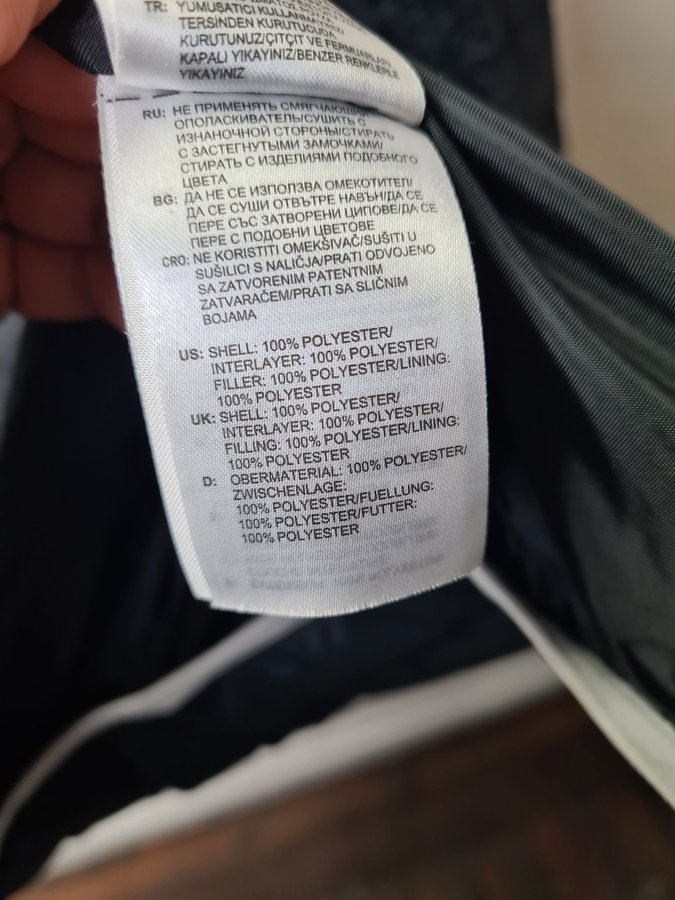 TR: YUMUŞATICI KULLANMAYINIZ/
TERSİNDEN KURUTUCUDA
KURUTUNUZ/ÇITÇIT VE FERMUARLARI
KAPALI YIKAYINIZ/BENZER RENKLERLE
YIKAYINIZ
RU: НЕ ПРИМЕНЯТЬ СМЯГЧАЮЩИЙ
ОПОЛАСКИВАТЕЛЬ/СУШИТЬ С
ИЗНАНОЧНОЙ СТОРОНЫ/СТИРАТЬ
С ЗАСТЕГНУТЫМИ ЗАМОЧКАМИ/
СТИРАТЬ С ИЗДЕЛИЯМИ ПОДОБНОГО
ЦВЕТА
BG: ДА НЕ СЕ ИЗПОЛЗВА ОМЕКОТИТЕЛ/
ДА СЕ СУШИ ОТВЪТРЕ НАВЪН/ДА СЕ
ПЕРЕ СЪС ЗАТВОРЕНИ ЦИПОВЕ/ДА СЕ
ПЕРЕ С ПОДОБНИ ЦВЕТОВЕ
CRO: NE KORISTITI OMEKŠIVAČ/SUŠITI U
SUŠILICI S NALIČJA/PRATI ODVOJENO
SA ZATVORENIM PATENTNIM
ZATVARAČEM/PRATI SA SLIČNIM
BOJAMA
US: SHELL: 100% POLYESTER/
INTERLAYER: 100% POLYESTER/
FILLER: 100% POLYESTER/LINING:
100% POLYESTER
UK: SHELL: 100% POLYESTER/
INTERLAYER: 100% POLYESTER/
FILLING: 100% POLYESTER/LINING:
100% POLYESTER
D: OBERMATERIAL: 100% POLYESTER/
ZWISCHENLAGE:
100% POLYESTER/FUELLUNG:
100% POLYESTER/FUTTER:
100% POLYESTER